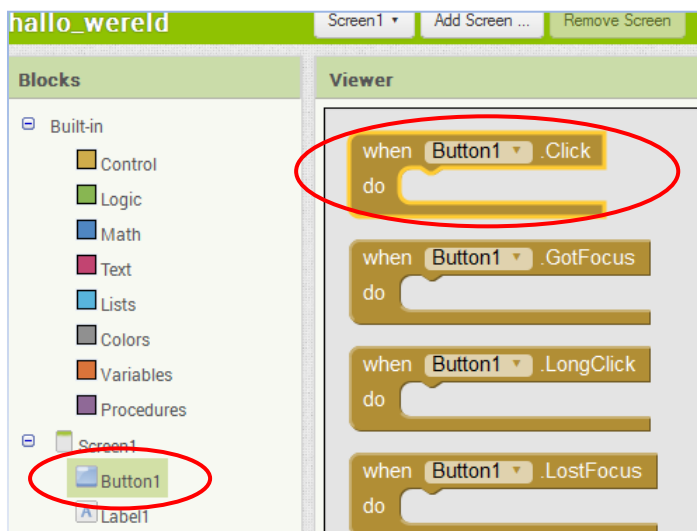 hallo_wereld
Screen1 Add Screen ... Remove Screen
Blocks
Built-in
Control
Logic
Math
Text
Lists
Colors
Variables
Procedures
Screen1
Button1
A Label1
Viewer
when Button1 .Click
do
when Button1 .GotFocus
do
when Button1 .LongClick
do
when Button1 .LostFocus
do